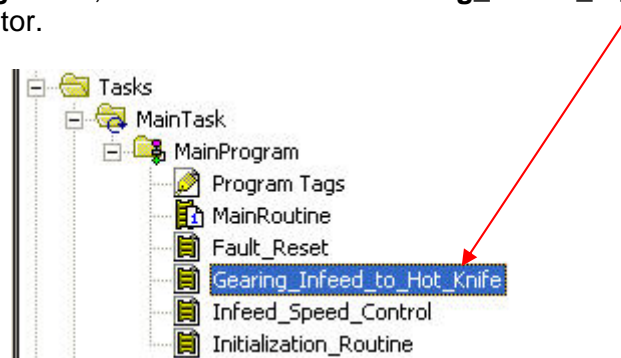 tor.
Tasks
MainTask
MainProgram
Program Tags
MainRoutine
Fault_Reset
Gearing_Infeed_to_Hot_Knife
Infeed_Speed_Control
Initialization_Routine